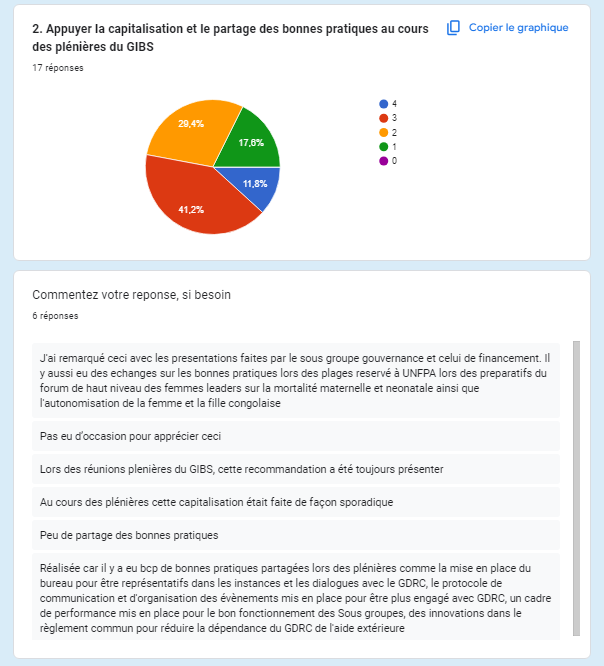 2. Appuyer la capitalisation et le partage des bonnes pratiques au cours
des plénières du GIBS
Copier le graphique
17 réponses
4
3
2
1
0
29,4%
17,6%
11,8%
41,2%
Commentez votre reponse, si besoin
6 réponses
J'ai remarqué ceci avec les presentations faites par le sous groupe gouvernance et celui de financement. Il
y aussi eu des echanges sur les bonnes pratiques lors des plages reservé à UNFPA lors des preparatifs du
forum de haut niveau des femmes leaders sur la mortalité maternelle et neonatale ainsi que
l'autonomisation de la femme et la fille congolaise
Pas eu d'occasion pour apprécier ceci
Lors des réunions plenières du GIBS, cette recommandation a été toujours présenter
Au cours des plénières cette capitalisation était faite de façon sporadique
Peu de partage des bonnes pratiques
Réalisée car il y a eu bcp de bonnes pratiques partagées lors des plénières comme la mise en place du
bureau pour être représentatifs dans les instances et les dialogues avec le GDRC, le protocole de
communication et d'organisation des évènements mis en place pour être plus engagé avec GDRC, un cadre
de performance mis en place pour le bon fonctionnement des Sous groupes, des innovations dans le
règlement commun pour réduire la dépendance du GDRC de l'aide extérieure